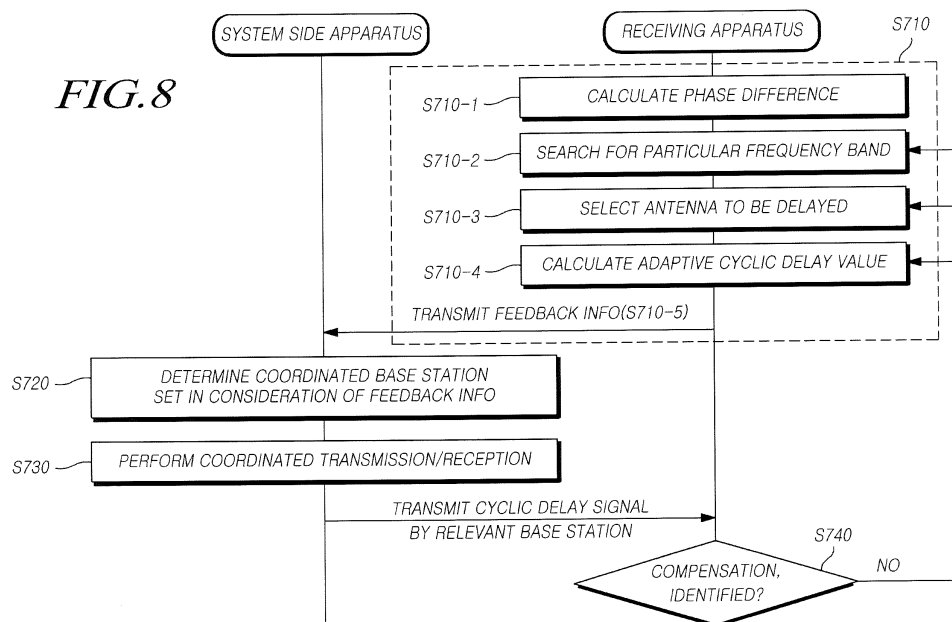 SYSTEM SIDE APPARATUS
RECEIVING APPARATUS
S710
FIG.8
S710-1
CALCULATE PHASE DIFFERENCE
S710-2
SEARCH FOR PARTICULAR FREQUENCY BAND
S710-3
SELECT ANTENNA TO BE DELAYED
S710-4
CALCULATE ADAPTIVE CYCLIC DELAY VALUE
TRANSMIT FEEDBACK INFO(S710-5)
S720
DETERMINE COORDINATED BASE STATION
SET IN CONSIDERATION OF FEEDBACK INFO
S730
PERFORM COORDINATED TRANSMISSION/RECEPTION
TRANSMIT CYCLIC DELAY SIGNAL
BY RELEVANT BASE STATION
S740
COMPENSATION,
IDENTIFIED?
NO